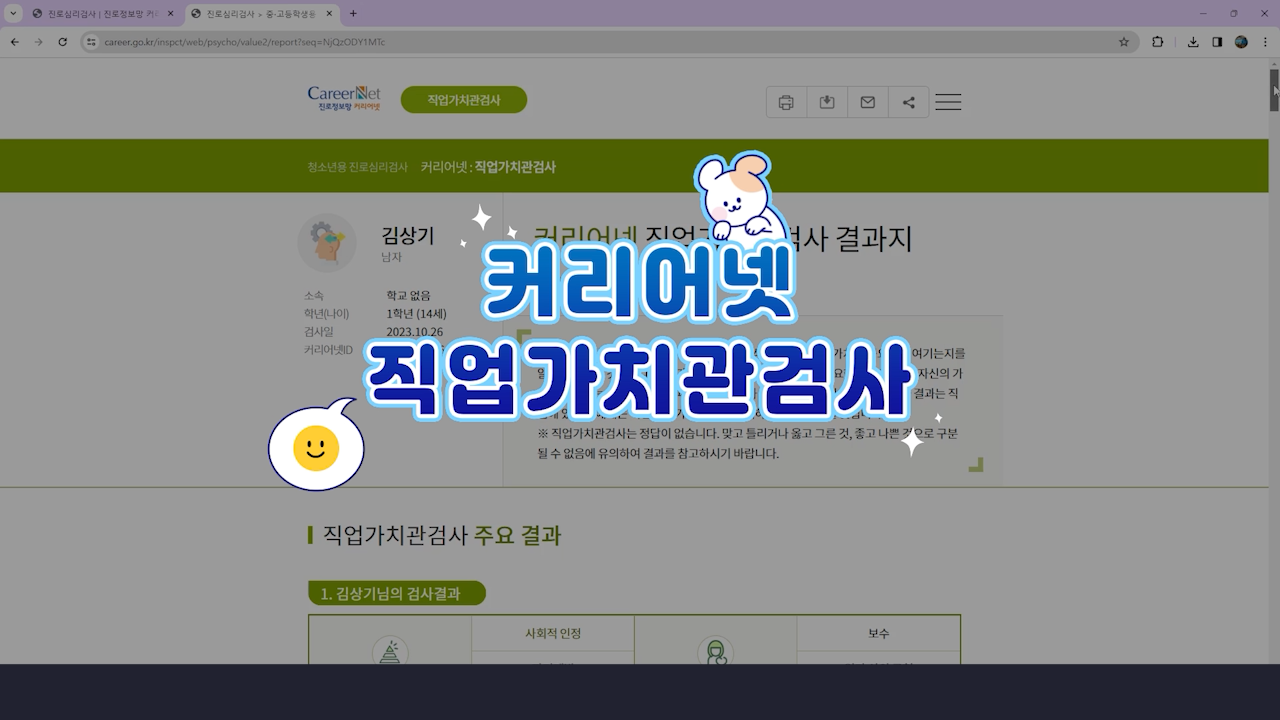 진로심리검사 | 진로정보망 커리
진로심리검사 > 중·고등학생용
career.go.kr/inspct/web/psycho/value2/report?seq=NjQzODY1MTc
CareerNet
진로정보망 커리어넷
직업가치관검사
청소년용 진로심리검사 커리어넷 : 직업가치관검사
김상기
남자
소속 학교 없음
학년(나이) 1학년 (14세)
검사일 2023.10.26
커리어넷ID
커리어넷 검사 결과지
커리어넷
직업가치관검사
여기는지를
자신의 가
결과는 직
※ 직업가치관검사는 정답이 없습니다. 맞고 틀리거나 옳고 그른 것, 좋고 나쁜 것으로 구분
될 수 없음에 유의하여 결과를 참고하시기 바랍니다.
직업가치관검사 주요 결과
1. 김상기님의 검사결과
사회적 인정
보수